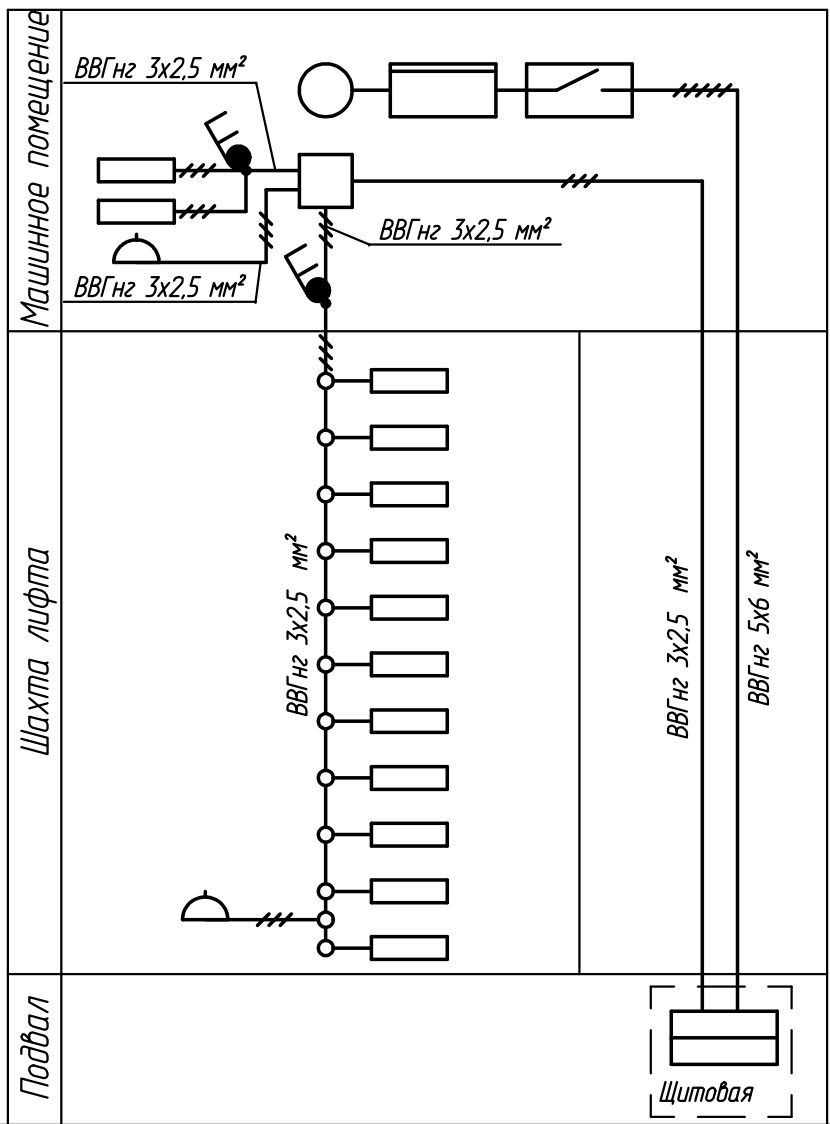 Машинное помещение
ВВГнг 3х2,5 мм²
ВВГнг 3х2,5 мм²
ВВГнг 3х2,5 мм²
Шахта лифта
ВВГнг 3х2,5 мм²
ВВГнг 3х2,5 мм²
ВВГнг 5х6 мм²
Подвал
Щитовая